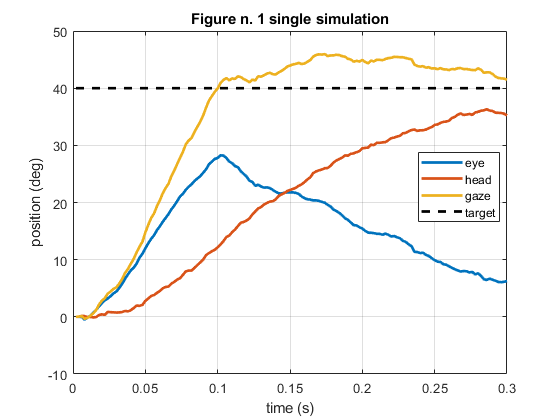 Figure n. 1 single simulation
position (deg)
50
40
30
20
10
0
-10
eye
head
gaze
target
0
0.05
0.1
0.15
0.2
0.25
0.3
time (s)